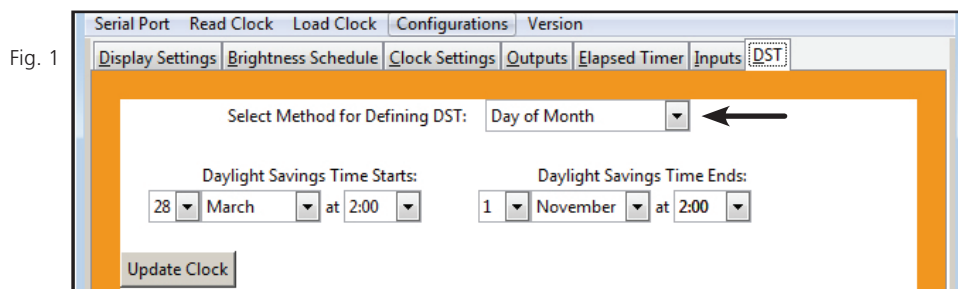 Serial Port Read Clock Load Clock Configurations Version
Fig. 1
Display Settings Brightness Schedule Clock Settings Outputs Elapsed Timer Inputs DST
Select Method for Defining DST: Day of Month
Daylight Savings Time Starts: Daylight Savings Time Ends:
28 March at 2:00 1 November at 2:00
Update Clock